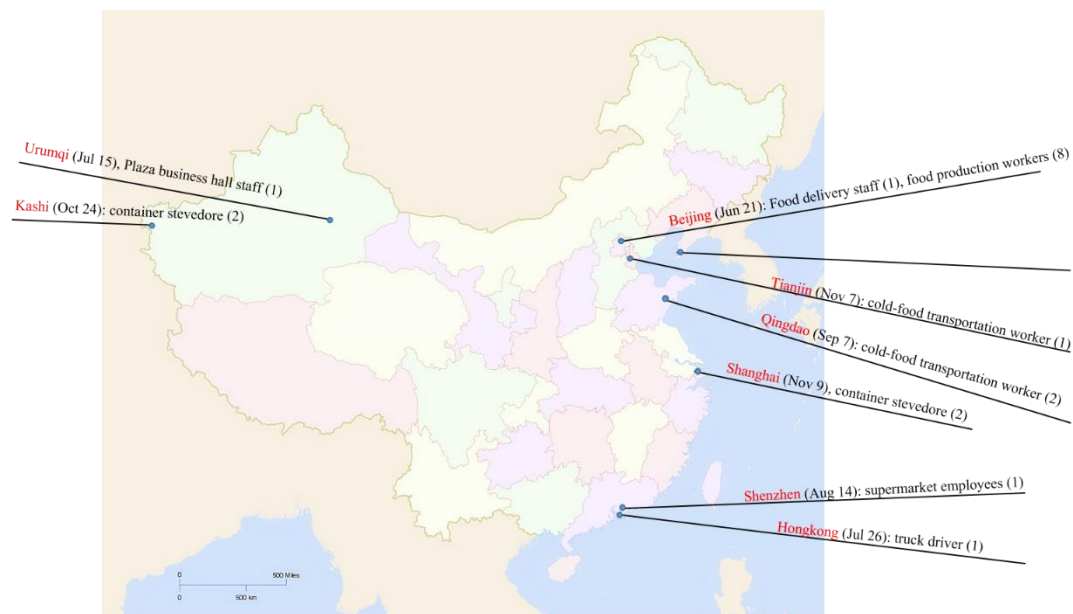 Urumqi (Jul 15), Plaza business hall staff (1)
Kashi (Oct 24): container stevedore (2)
Beijing (Jun 21): Food delivery staff (1), food production workers (8)
Tianjin (Nov 7): cold-food transportation worker (1)
Qingdao (Sep 7): cold-food transportation worker (2)
Shanghai (Nov 9), container stevedore (2)
Shenzhen (Aug 14): supermarket employees (1)
Hongkong (Jul 26): truck driver (1)
0 500 Miles
0 500 km